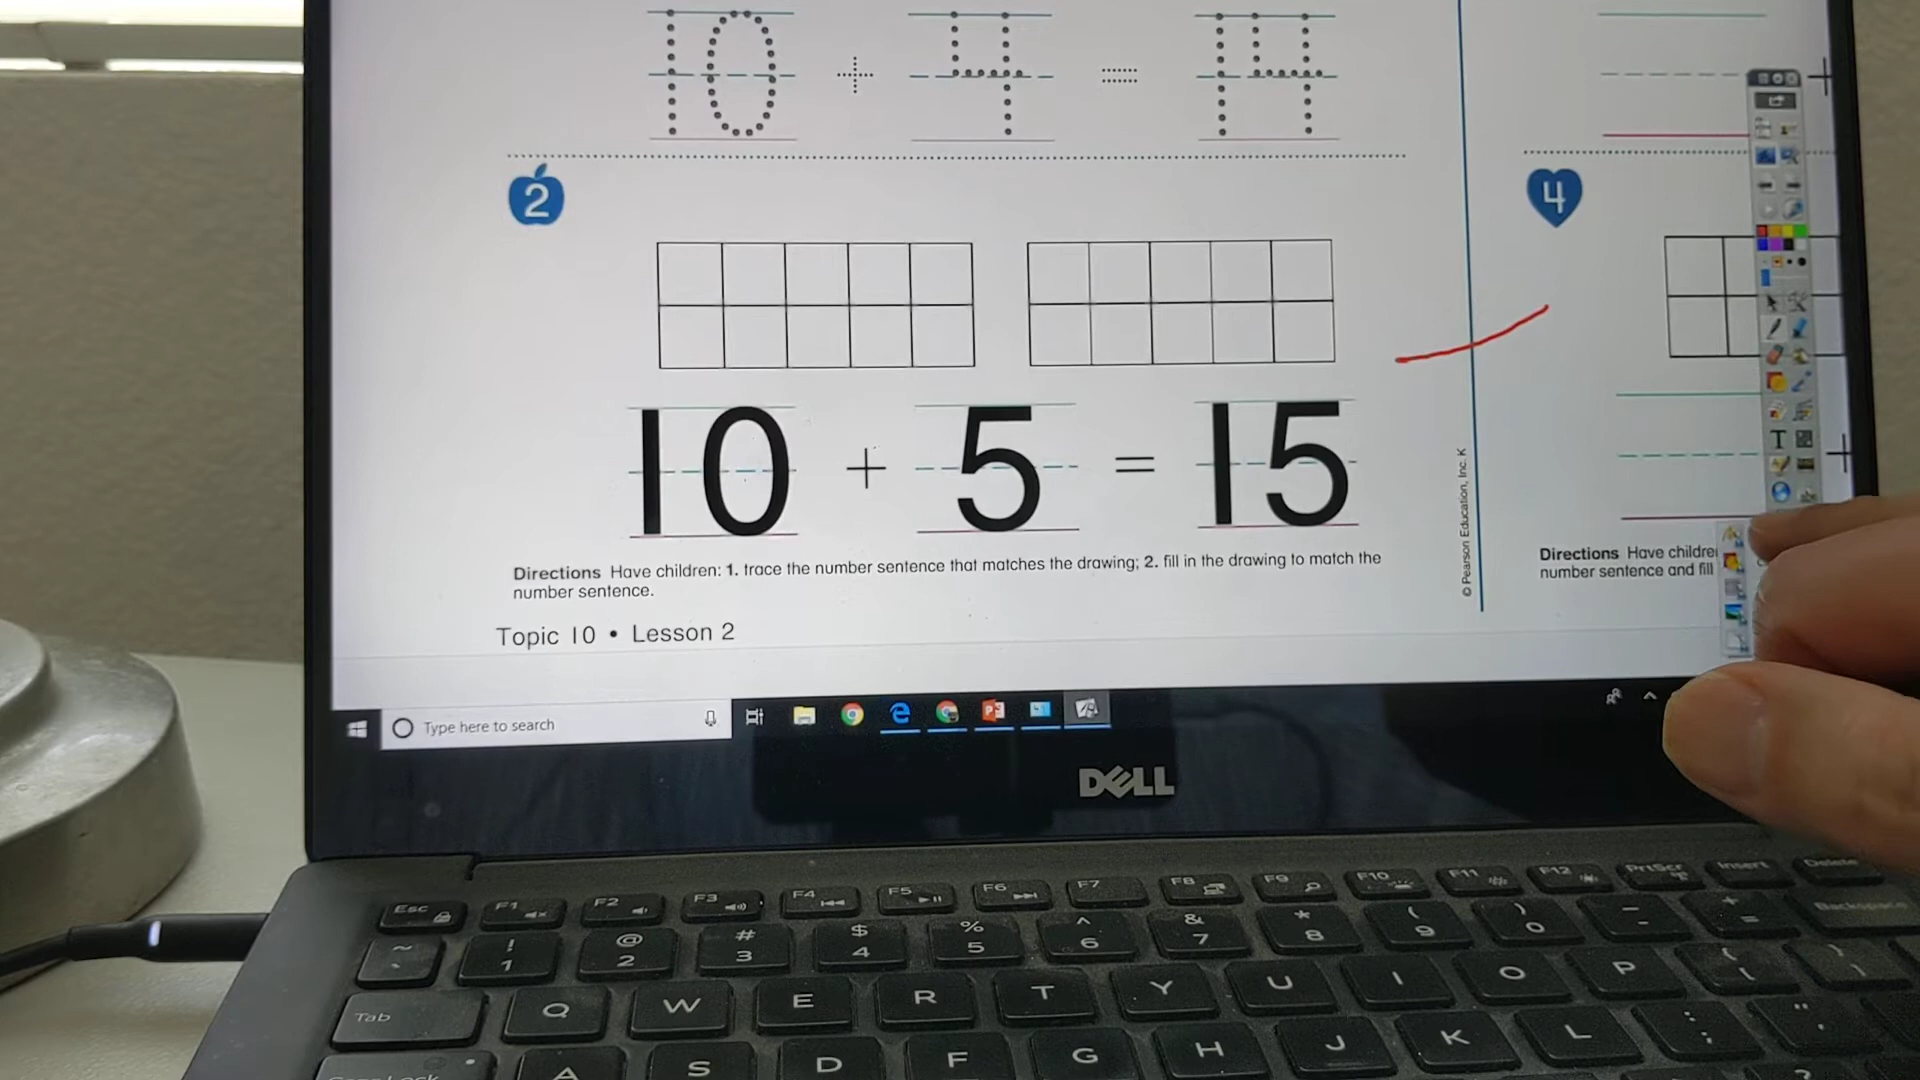 10 + 4 = 14
2
4
10 + 5 = 15
+
+
© Pearson Education, Inc. K
Directions Have children: 1. trace the number sentence that matches the drawing; 2. fill in the drawing to match the
number sentence.
Directions Have childre
number sentence and fill
Topic 10 • Lesson 2
T
Type here to search
DELL
Esc F1 F2 F3 F4 F5 F6 F7 F8 F9 F10 F11 F12 PrtScr Insert Delete
~ ` ! 1 @ 2 # 3 $ 4 % 5 ^ 6 & 7 * 8 ( 9 ) 0 _ - + = Backspace
Tab Q W E R T Y U I O P { [ } ]
A S D F G H J K L : ; " '
?